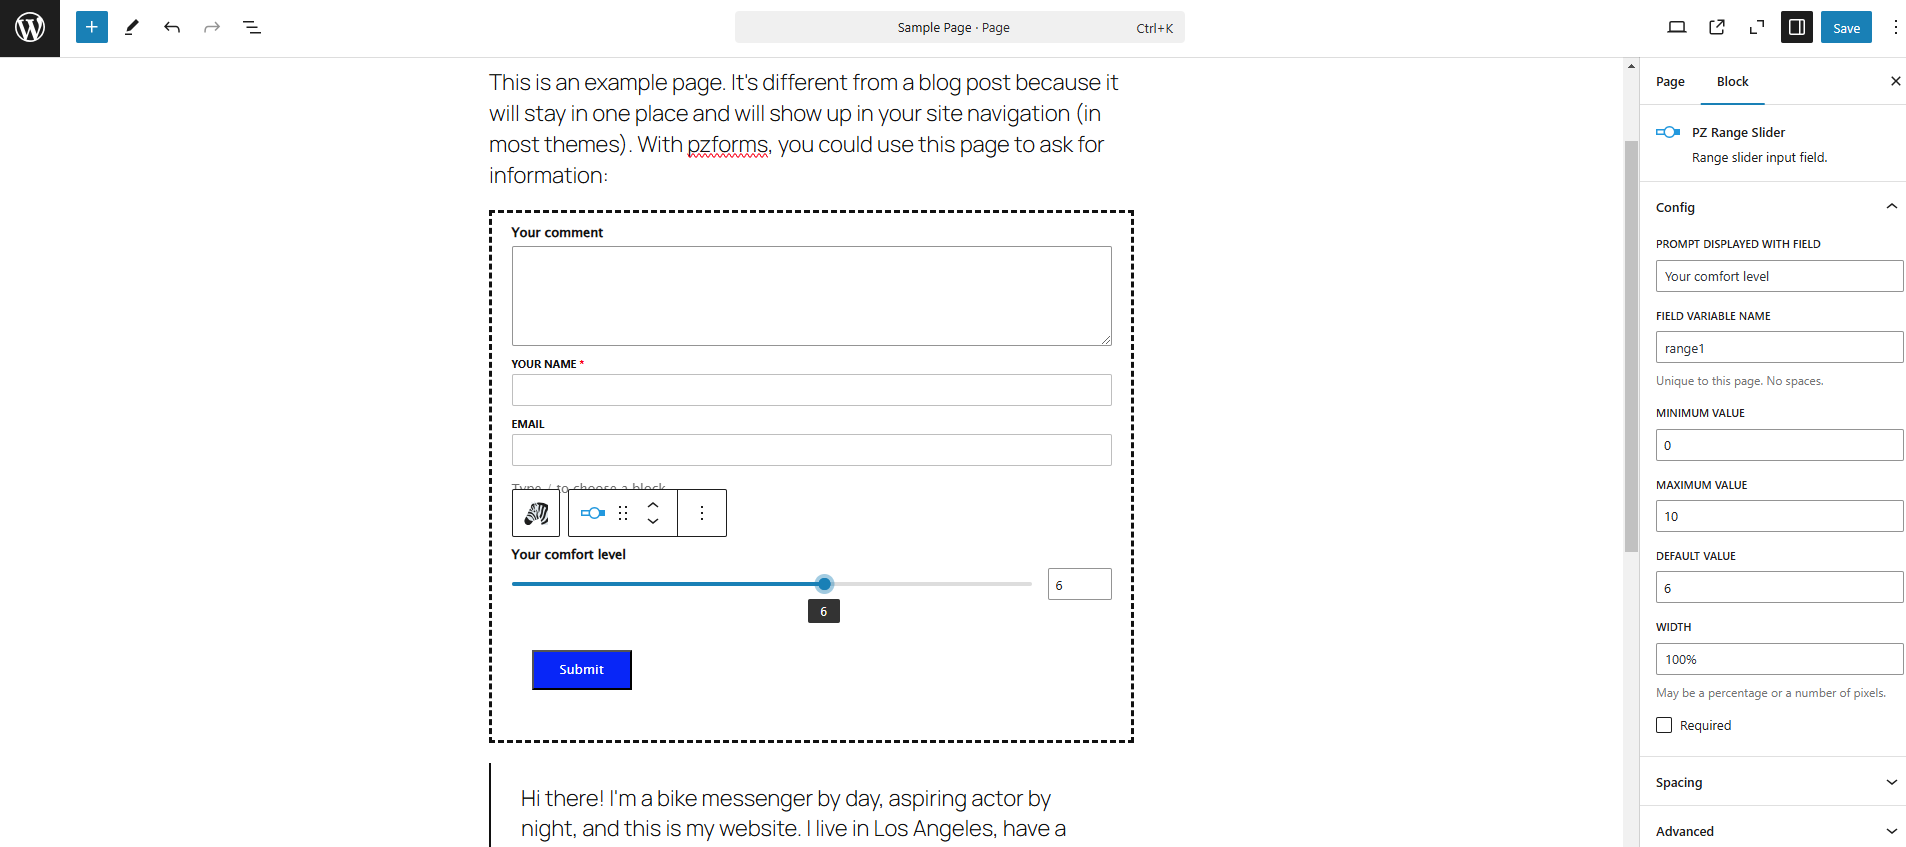 Sample Page · Page
Ctrl+K
Save
This is an example page. It's different from a blog post because it
will stay in one place and will show up in your site navigation (in
most themes). With pzforms, you could use this page to ask for
information:
Your comment
YOUR NAME *
EMAIL
Type / to choose a block
Your comfort level
6
6
Submit
Hi there! I'm a bike messenger by day, aspiring actor by
night, and this is my website. I live in Los Angeles, have a
Page
Block
PZ Range Slider
Range slider input field.
Config
PROMPT DISPLAYED WITH FIELD
Your comfort level
FIELD VARIABLE NAME
range1
Unique to this page. No spaces.
MINIMUM VALUE
0
MAXIMUM VALUE
10
DEFAULT VALUE
6
WIDTH
100%
May be a percentage or a number of pixels.
Required
Spacing
Advanced